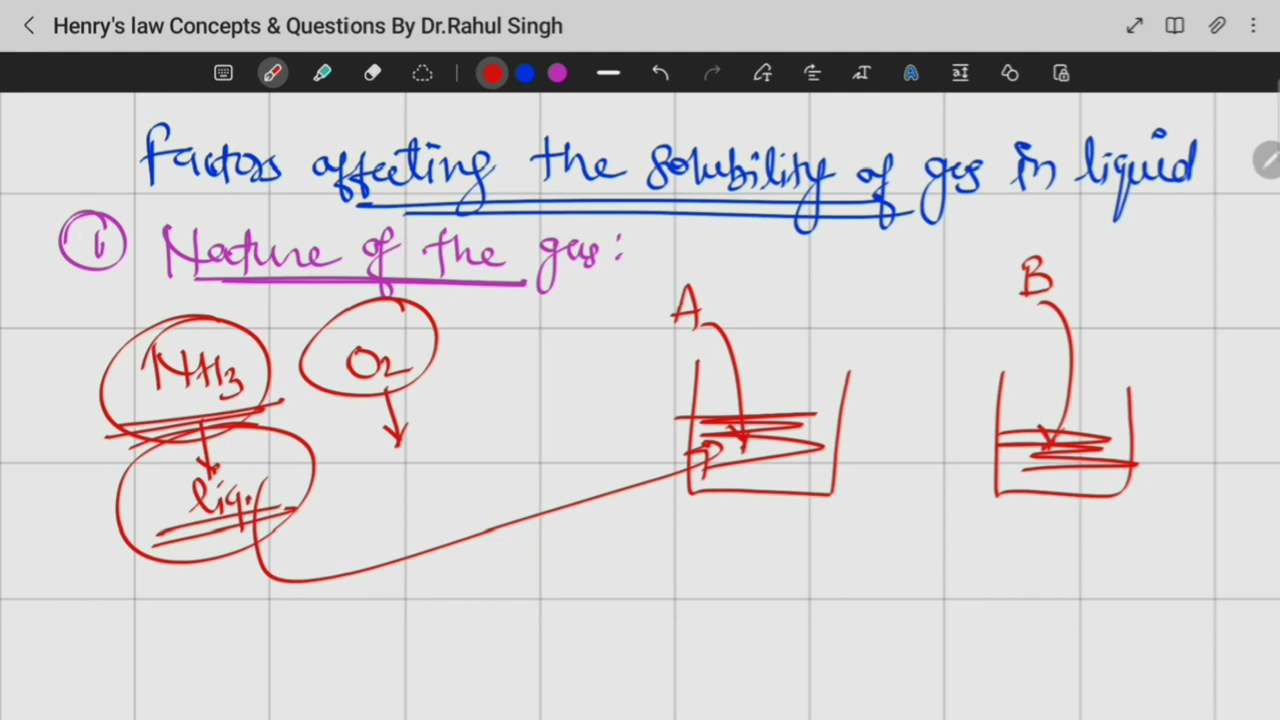 Henry's law Concepts & Questions By Dr.Rahul Singh
Factors affecting the solubility of gas in liquid
① Nature of the gas:
A B
NH3 O2
liq.